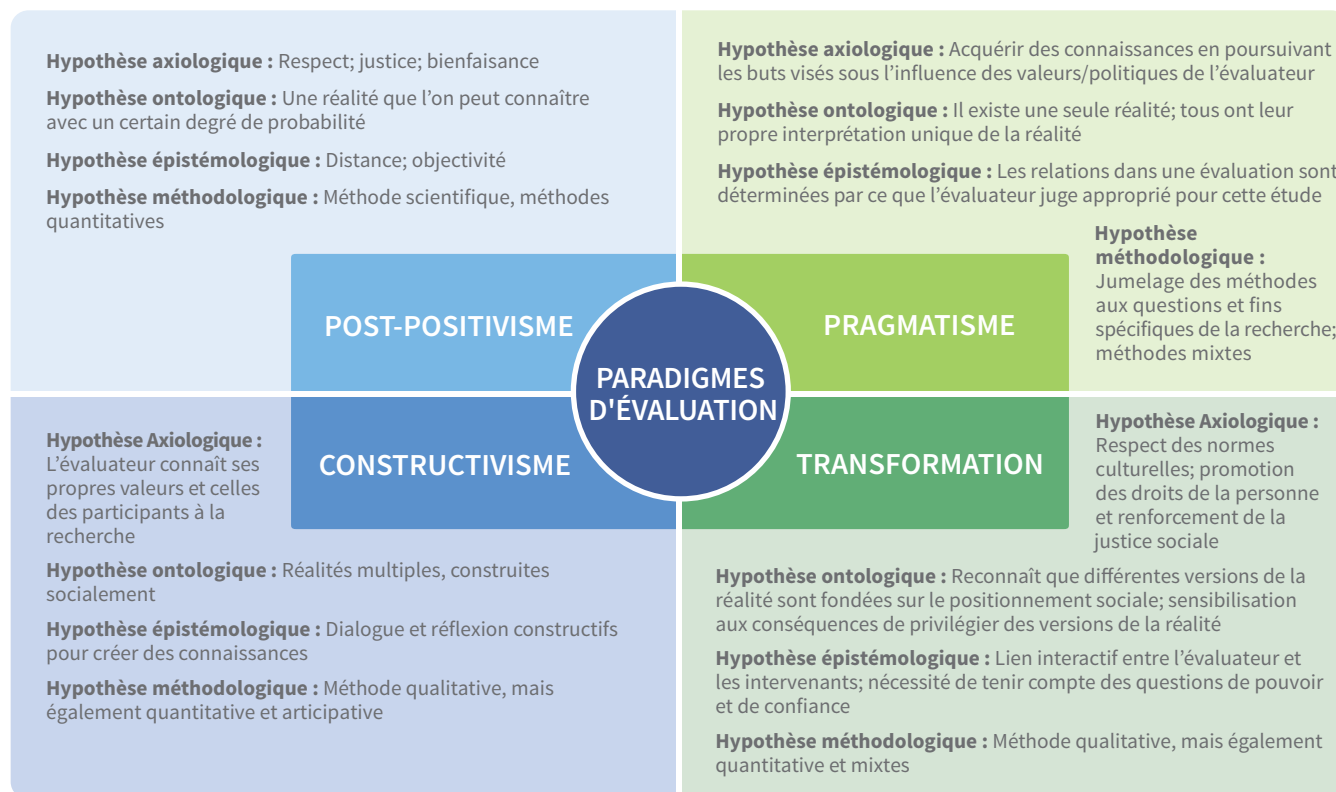 Hypothèse axiologique : Respect; justice; bienfaisance
Hypothèse ontologique : Une réalité que l’on peut connaître
avec un certain degré de probabilité
Hypothèse épistémologique : Distance; objectivité
Hypothèse méthodologique : Méthode scientifique, méthodes
quantitatives
POST-POSITIVISME
Hypothèse axiologique : Acquérir des connaissances en poursuivant
les buts visés sous l’influence des valeurs/politiques de l’évaluateur
Hypothèse ontologique : Il existe une seule réalité; tous ont leur
propre interprétation unique de la réalité
Hypothèse épistémologique : Les relations dans une évaluation sont
déterminées par ce que l’évaluateur juge approprié pour cette étude
Hypothèse
méthodologique :
Jumelage des méthodes
aux questions et fins
spécifiques de la recherche;
méthodes mixtes
PRAGMATISME
PARADIGMES
D'ÉVALUATION
Hypothèse Axiologique :
L’évaluateur connaît ses
propres valeurs et celles
des participants à la
recherche
CONSTRUCTIVISME
Hypothèse ontologique : Réalités multiples, construites
socialement
Hypothèse épistémologique : Dialogue et réflexion constructifs
pour créer des connaissances
Hypothèse méthodologique : Méthode qualitative, mais
également quantitative et articipative
TRANSFORMATION
Hypothèse Axiologique :
Respect des normes
culturelles; promotion
des droits de la personne
et renforcement de la
justice sociale
Hypothèse ontologique : Reconnaît que différentes versions de la
réalité sont fondées sur le positionnement sociale; sensibilisation
aux conséquences de privilégier des versions de la réalité
Hypothèse épistémologique : Lien interactif entre l’évaluateur et
les intervenants; nécessité de tenir compte des questions de pouvoir
et de confiance
Hypothèse méthodologique : Méthode qualitative, mais également
quantitative et mixtes